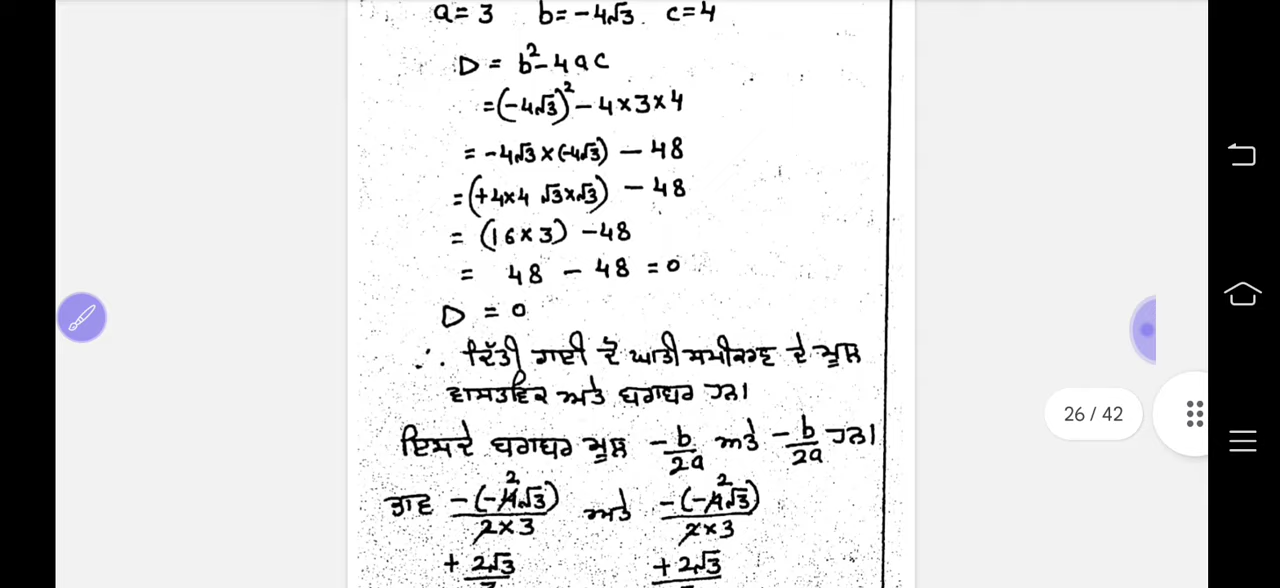 a = 3 b = -4√3 c = 4
D = b² - 4ac
= (-4√3)² - 4×3×4
= -4√3 × (-4√3) - 48
= (+4×4 √3×√3) - 48
= (16×3) - 48
= 48 - 48 = 0
D = 0
∴ ਦਿੱਤੀ ਗਈ ਦੋ ਘਾਤੀ ਸਮੀਕਰਣ ਦੇ ਮੂਲ
ਵਾਸਤਵਿਕ ਅਤੇ ਬਰਾਬਰ ਹਨ।
ਇਸਦੇ ਬਰਾਬਰ ਮੂਲ -b/2a ਅਤੇ -b/2a ਹਨ।
26 / 42
ਭਾਵ -(-4√3)/2×3 ਅਤੇ -(-4√3)/2×3
2 2
+ 2√3 + 2√3